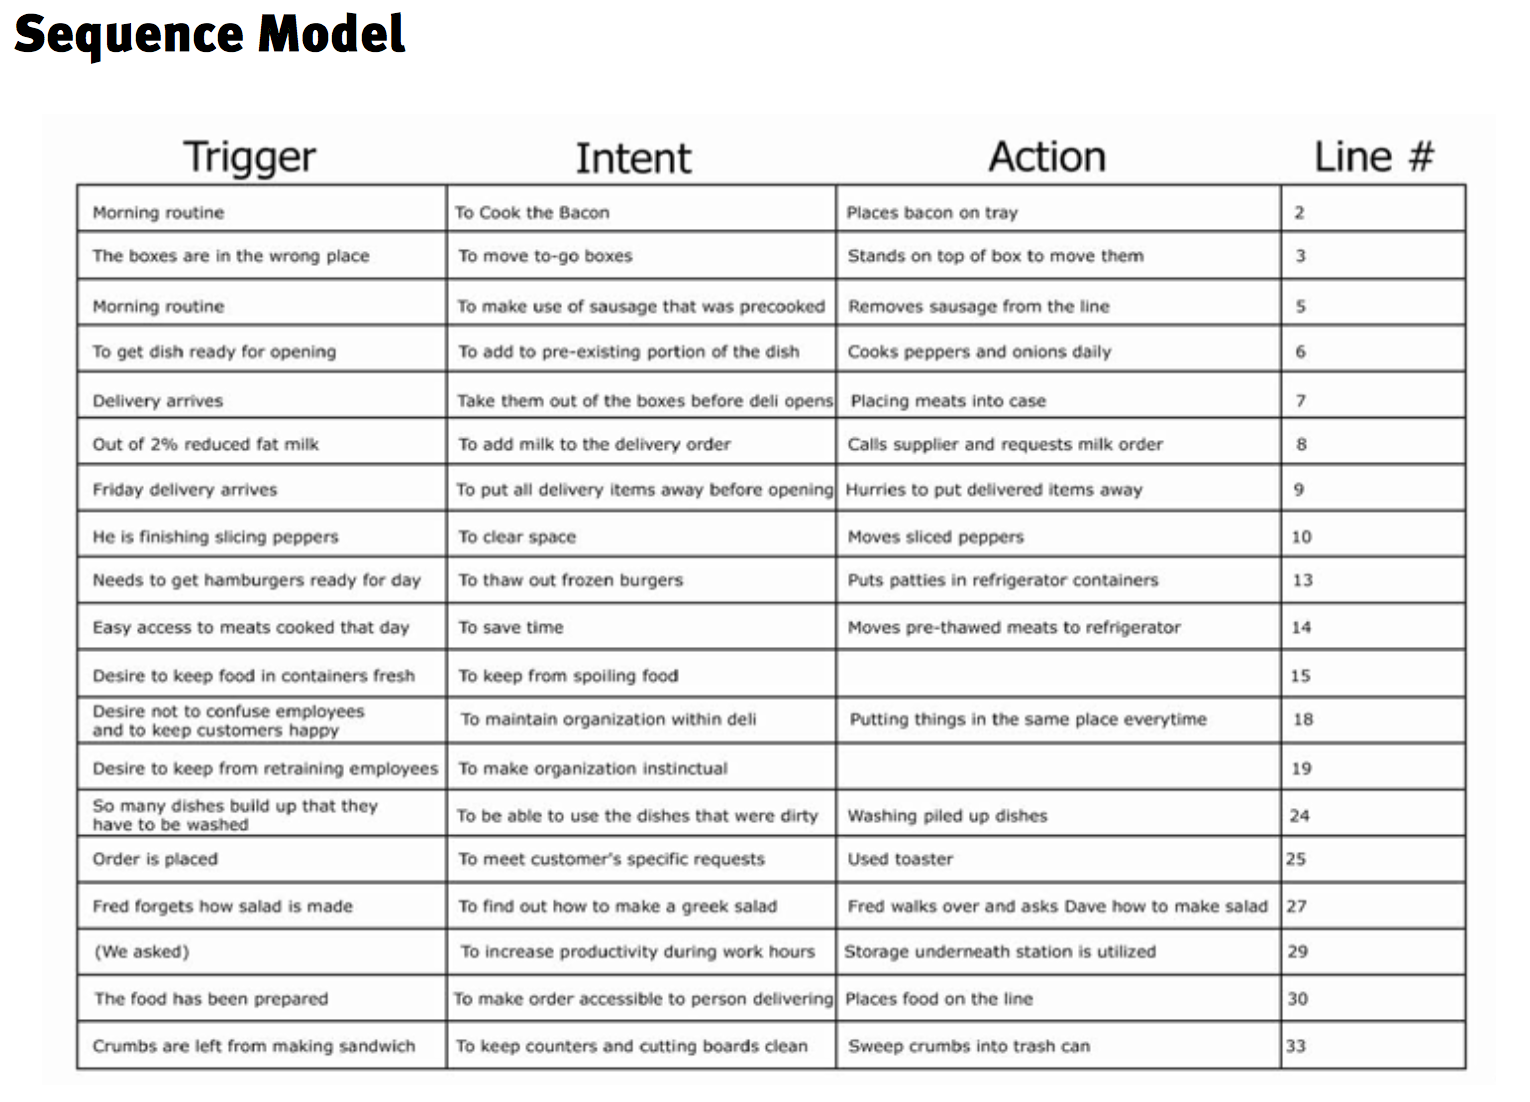 Sequence Model
Trigger Intent Action Line #
Morning routine To Cook the Bacon Places bacon on tray 2
The boxes are in the wrong place To move to-go boxes Stands on top of box to move them 3
Morning routine To make use of sausage that was precooked Removes sausage from the line 5
To get dish ready for opening To add to pre-existing portion of the dish Cooks peppers and onions daily 6
Delivery arrives Take them out of the boxes before deli opens Placing meats into case 7
Out of 2% reduced fat milk To add milk to the delivery order Calls supplier and requests milk order 8
Friday delivery arrives To put all delivery items away before opening Hurries to put delivered items away 9
He is finishing slicing peppers To clear space Moves sliced peppers 10
Needs to get hamburgers ready for day To thaw out frozen burgers Puts patties in refrigerator containers 13
Easy access to meats cooked that day To save time Moves pre-thawed meats to refrigerator 14
Desire to keep food in containers fresh To keep from spoiling food 15
Desire not to confuse employees
and to keep customers happy To maintain organization within deli Putting things in the same place everytime 18
Desire to keep from retraining employees To make organization instinctual 19
So many dishes build up that they
have to be washed To be able to use the dishes that were dirty Washing piled up dishes 24
Order is placed To meet customer's specific requests Used toaster 25
Fred forgets how salad is made To find out how to make a greek salad Fred walks over and asks Dave how to make salad 27
(We asked) To increase productivity during work hours Storage underneath station is utilized 29
The food has been prepared To make order accessible to person delivering Places food on the line 30
Crumbs are left from making sandwich To keep counters and cutting boards clean Sweep crumbs into trash can 33